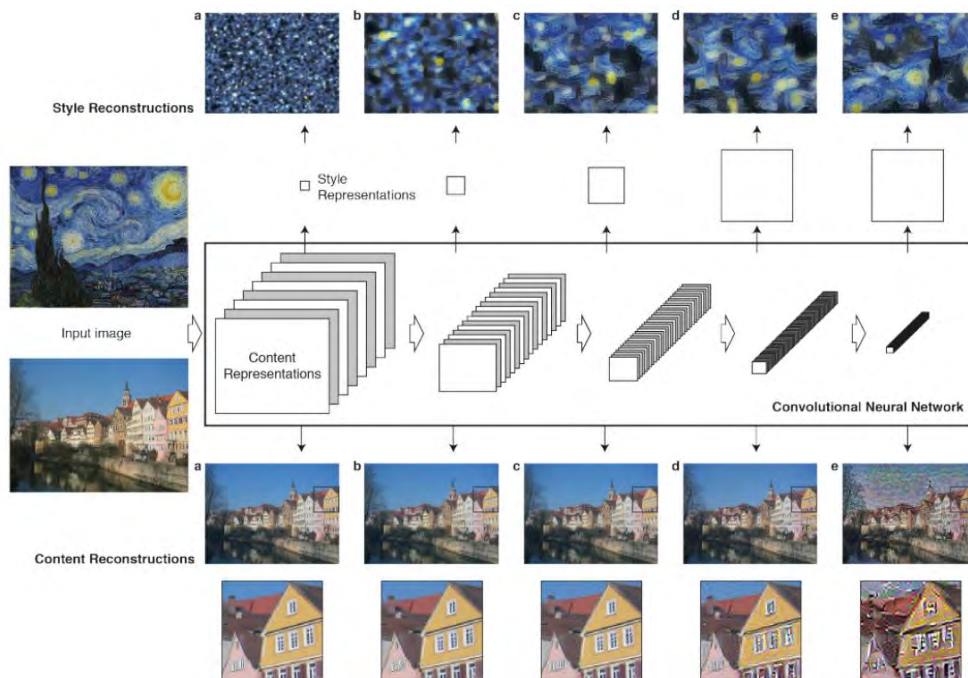 a b c d e
Style Reconstructions
Style
Representations
Input image
Content
Representations
Convolutional Neural Network
a b c d e
Content Reconstructions